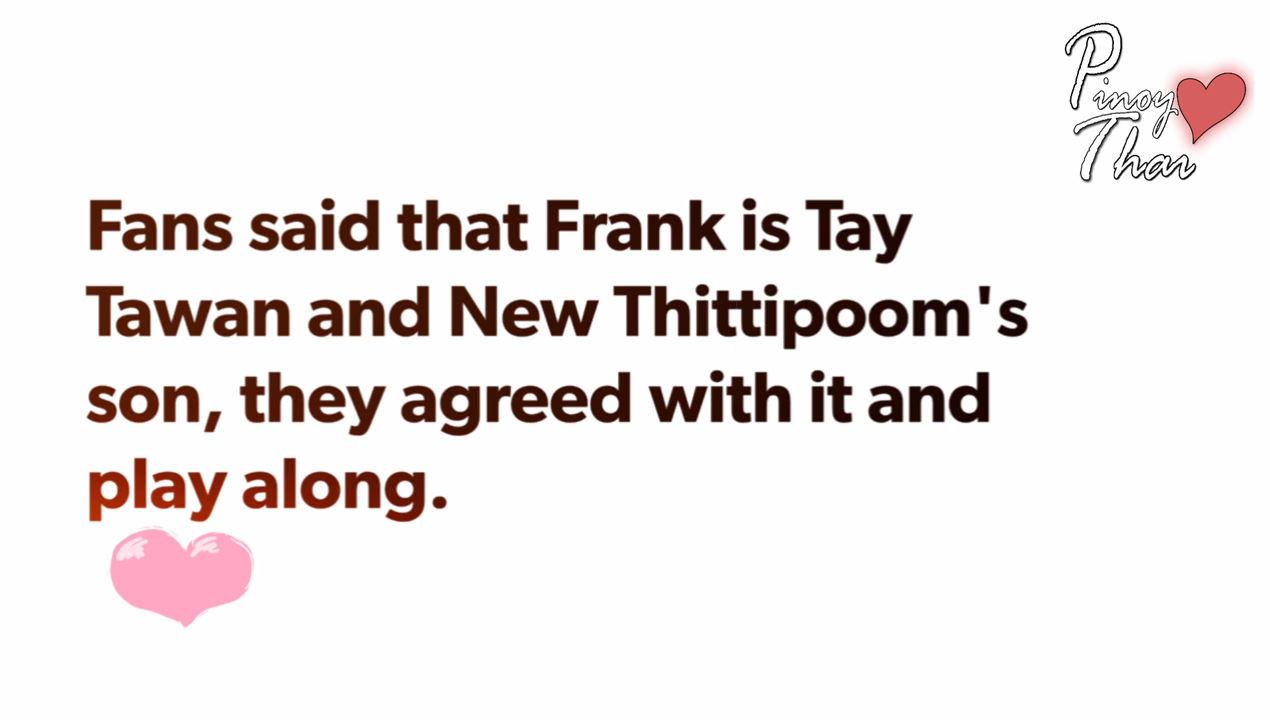 Pinoy
Thai
Fans said that Frank is Tay
Tawan and New Thittipoom's
son, they agreed with it and
play along.